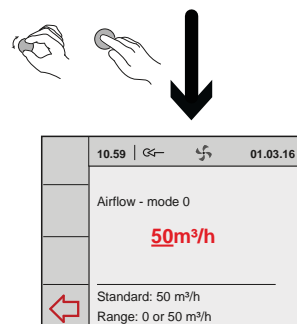 10.59 01.03.16
Airflow - mode 0
50m³/h
Standard: 50 m³/h
Range: 0 or 50 m³/h